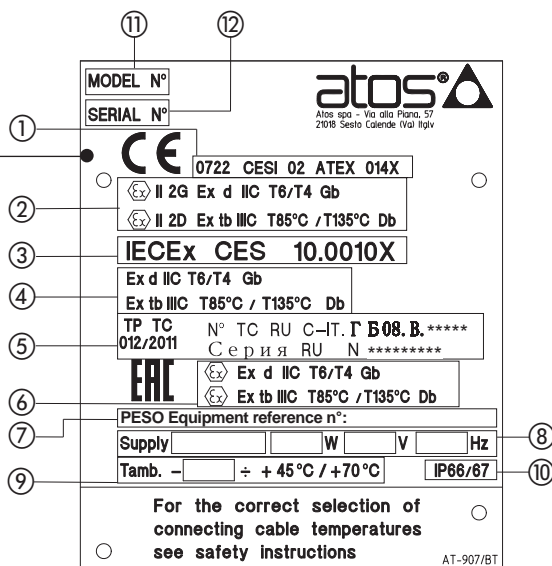 ⑪ ⑫
MODEL N°
SERIAL N°
atos®
Atos spa - Via alla Piana, 57
21018 Sesto Calende (Va) Italy
①
CE
0722 CESI 02 ATEX 014X
②
Ex II 2G Ex d IIC T6/T4 Gb
Ex II 2D Ex tb IIIC T85°C /T135°C Db
③ IECEx CES 10.0010X
④
Ex d IIC T6/T4 Gb
Ex tb IIIC T85°C / T135°C Db
⑤
TP TC N° TC RU C-IT. Г Б08. В. *****
012/2011 Серия RU N *********
EAC
⑥
Ex Ex d IIC T6/T4 Gb
Ex Ex tb IIIC T85°C /T135°C Db
⑦ PESO Equipment reference n°:
Supply W V Hz ⑧
⑨ Tamb. - ÷ + 45°C / +70°C IP66/67 ⑩
For the correct selection of
connecting cable temperatures
see safety instructions
AT-907/BT